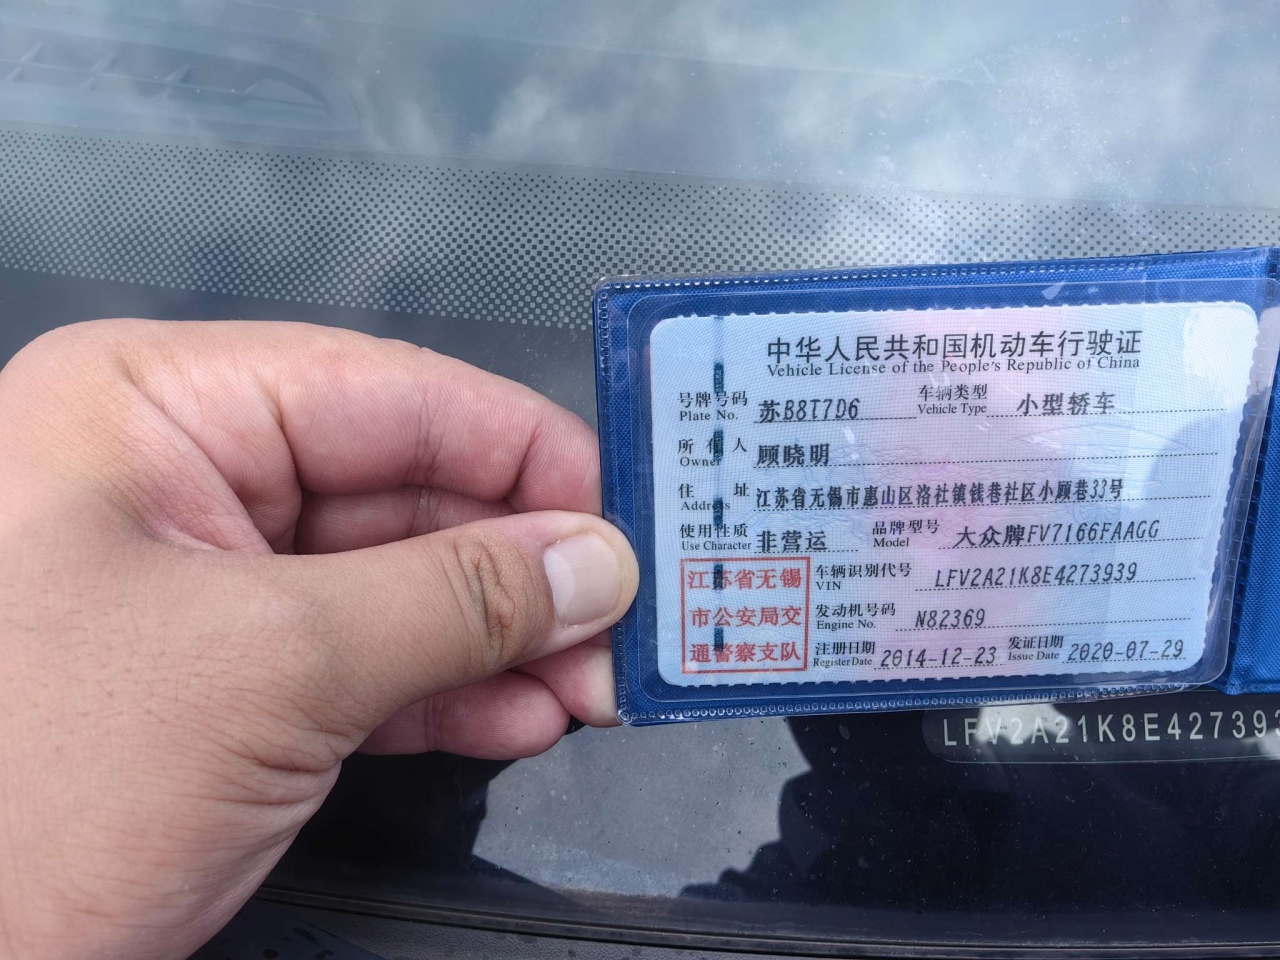 中华人民共和国机动车行驶证
Vehicle License of the People's Republic of China
号牌号码 苏B8T7D6 车辆类型 小型轿车
Plate No. Vehicle Type
所有人 顾晓明
Owner
住址 江苏省无锡市惠山区洛社镇钱巷社区小顾巷33号
Address
使用性质 非营运 品牌型号 大众牌FV7166FAAGG
Use Character Model
江苏省无锡 车辆识别代号 LFV2A21K8E4273939
VIN
市公安局交 发动机号码 N82369
Engine No.
通警察支队 注册日期 2014-12-23 发证日期 2020-07-29
Register Date Issue Date
LFV2A21K8E427393